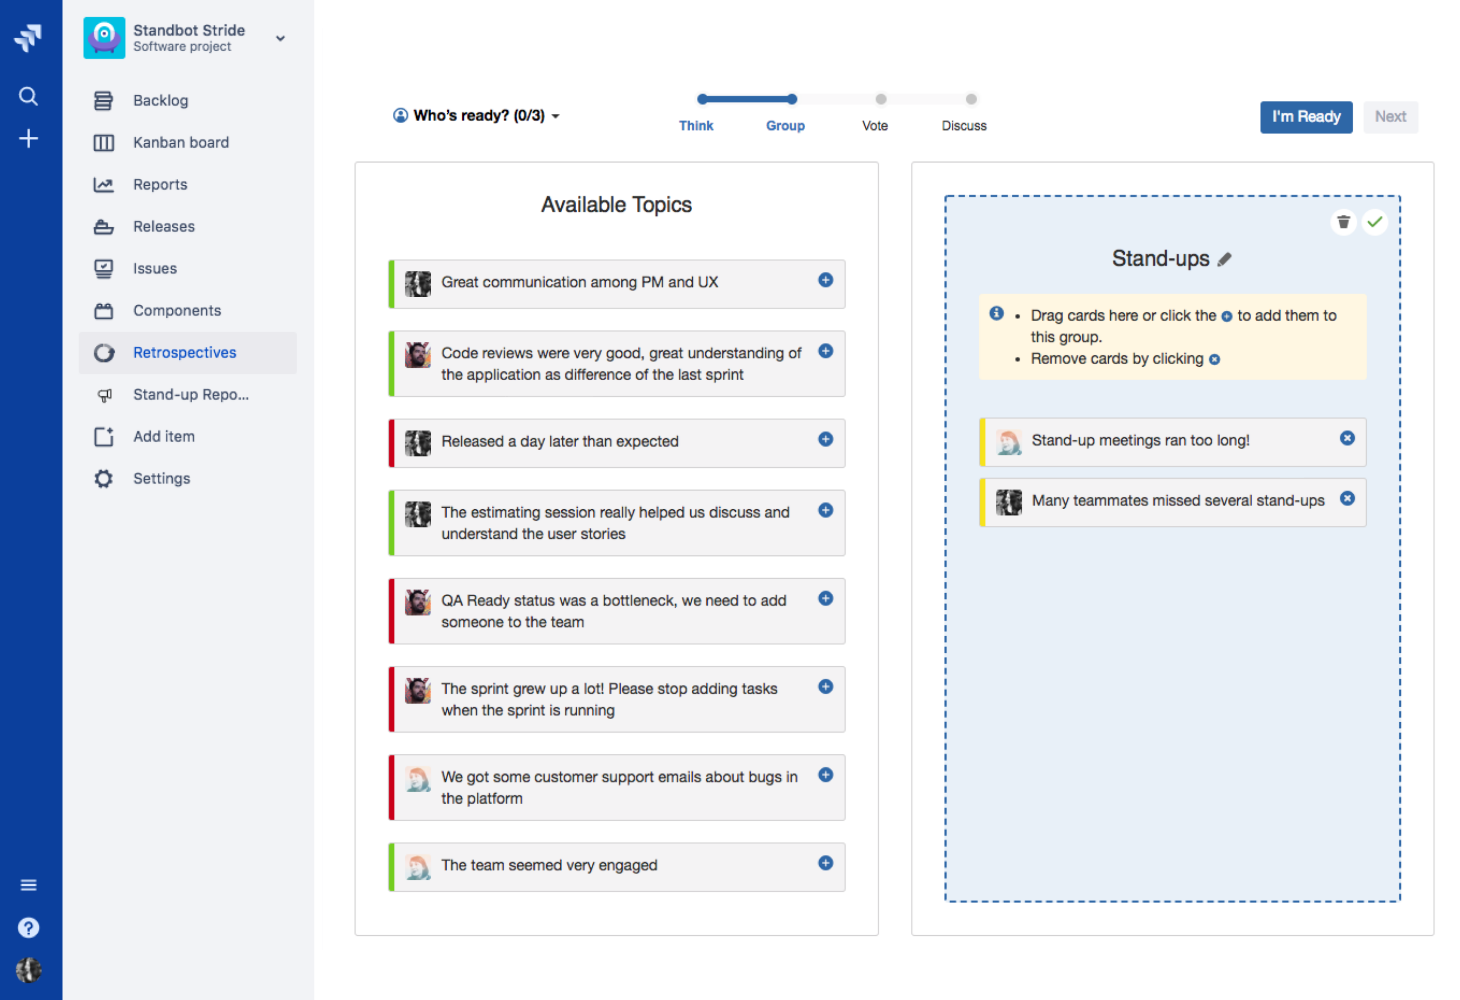 Standbot Stride
Software project
Backlog
Kanban board
Reports
Releases
Issues
Components
Retrospectives
Stand-up Repo...
Add item
Settings
Who's ready? (0/3)
Think
Group
Vote
Discuss
I'm Ready
Next
Available Topics
Great communication among PM and UX
Code reviews were very good, great understanding of
the application as difference of the last sprint
Released a day later than expected
The estimating session really helped us discuss and
understand the user stories
QA Ready status was a bottleneck, we need to add
someone to the team
The sprint grew up a lot! Please stop adding tasks
when the sprint is running
We got some customer support emails about bugs in
the platform
The team seemed very engaged
Stand-ups
• Drag cards here or click the to add them to
this group.
• Remove cards by clicking
Stand-up meetings ran too long!
Many teammates missed several stand-ups